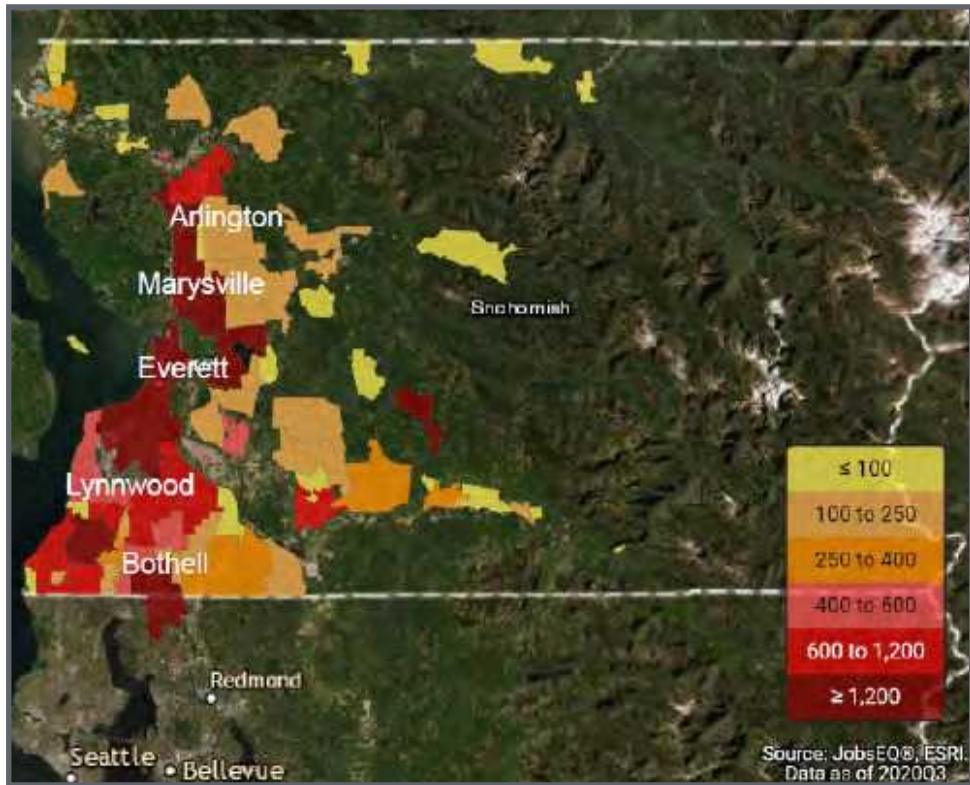 Arlington
Marysville
Snohomish
Everett
Lynnwood
Bothell
≤ 100
100 to 250
250 to 400
400 to 600
600 to 1,200
≥ 1,200
Redmond
Seattle
Bellevue
Source: JobsEQ®, ESRI.
Data as of 2020Q3